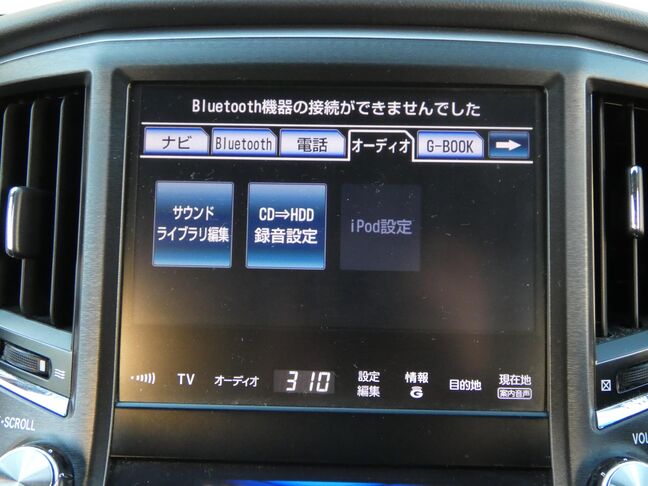 Bluetooth機器の接続ができませんでした
ナビ Bluetooth 電話 オーディオ G-BOOK
サウンド
ライブラリ編集
CD⇒HDD
録音設定
iPod設定
TV オーディオ 310
設定
編集
情報
G
目的地
現在地
案内音声
SCROLL
VOL